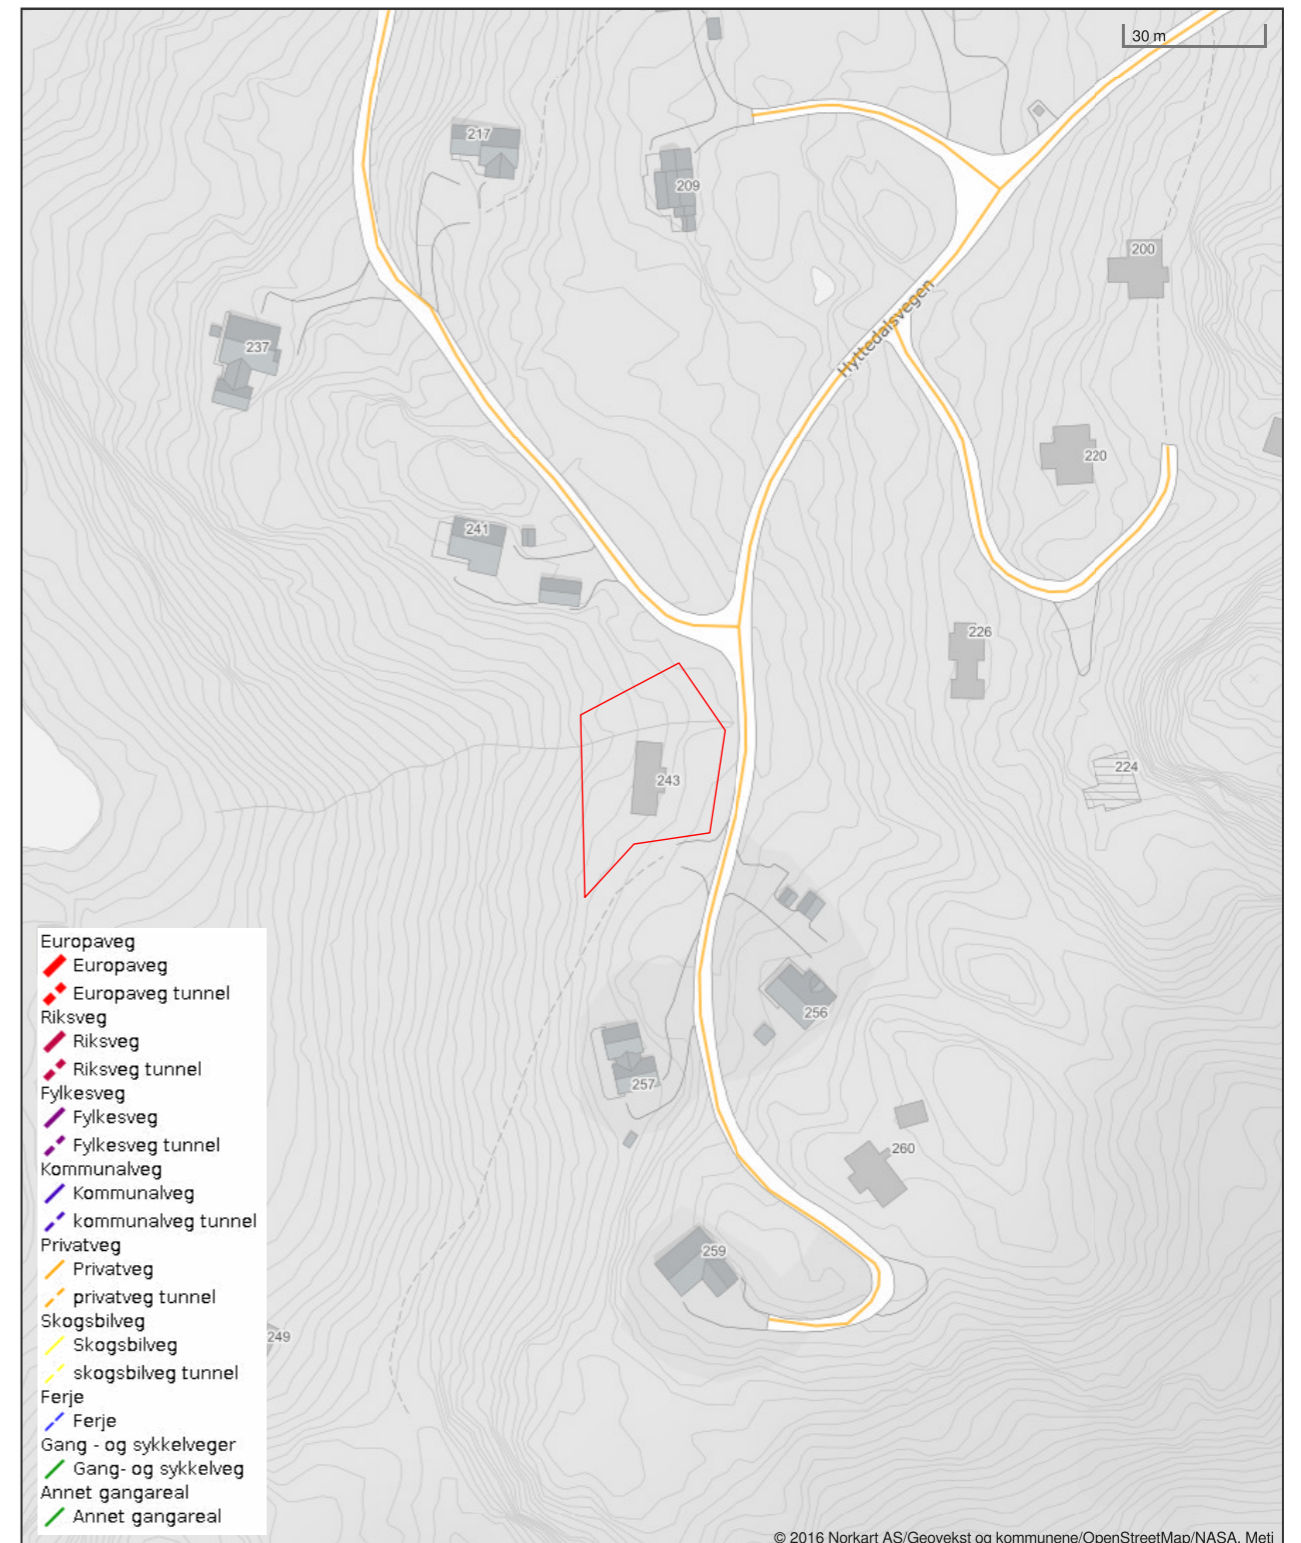 30 m
217
209
200
Hyttedalsvegen
237
220
241
226
224
243
256
257
260
259
249
Europaveg
Europaveg
Europaveg tunnel
Riksveg
Riksveg
Riksveg tunnel
Fylkesveg
Fylkesveg
Fylkesveg tunnel
Kommunalveg
Kommunalveg
kommunalveg tunnel
Privatveg
Privatveg
privatveg tunnel
Skogsbilveg
Skogsbilveg
skogsbilveg tunnel
Ferje
Ferje
Gang - og sykkelveger
Gang- og sykkelveg
Annet gangareal
Annet gangareal
© 2016 Norkart AS/Geovekst og kommunene/OpenStreetMap/NASA, Meti